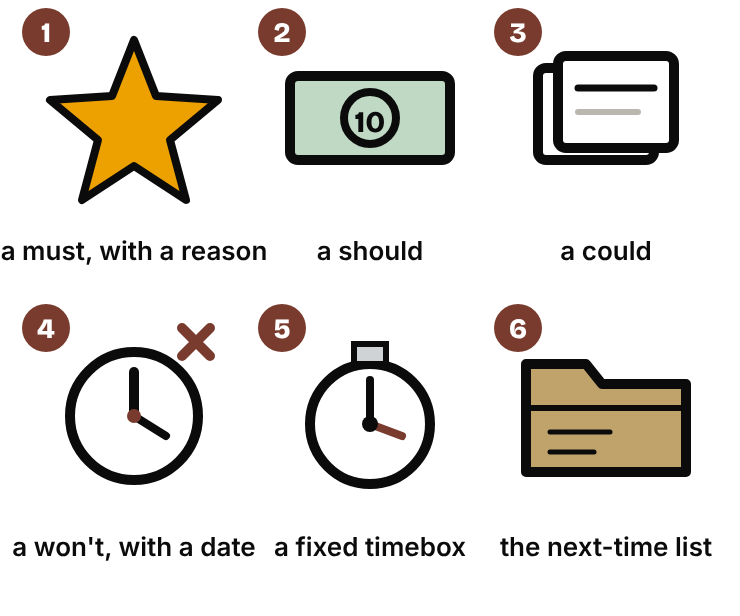 1
2
3
10
a must, with a reason
a should
a could
4
5
6
a won't, with a date
a fixed timebox
the next-time list